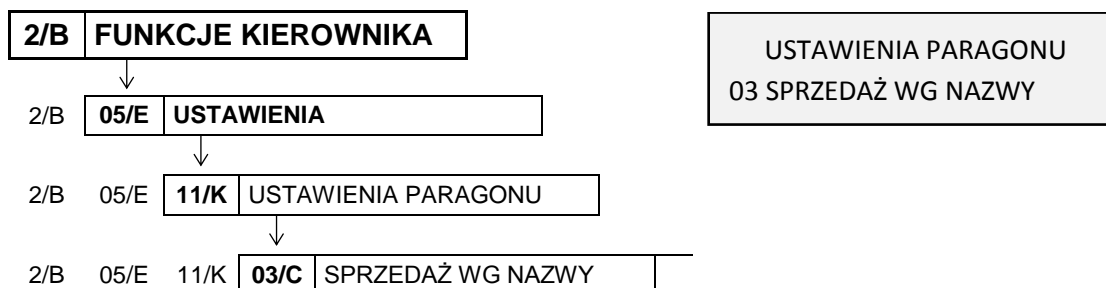 2/B FUNKCJE KIEROWNIKA
USTAWIENIA PARAGONU
03 SPRZEDAŻ WG NAZWY
2/B 05/E USTAWIENIA
2/B 05/E 11/K USTAWIENIA PARAGONU
2/B 05/E 11/K 03/C SPRZEDAŻ WG NAZWY